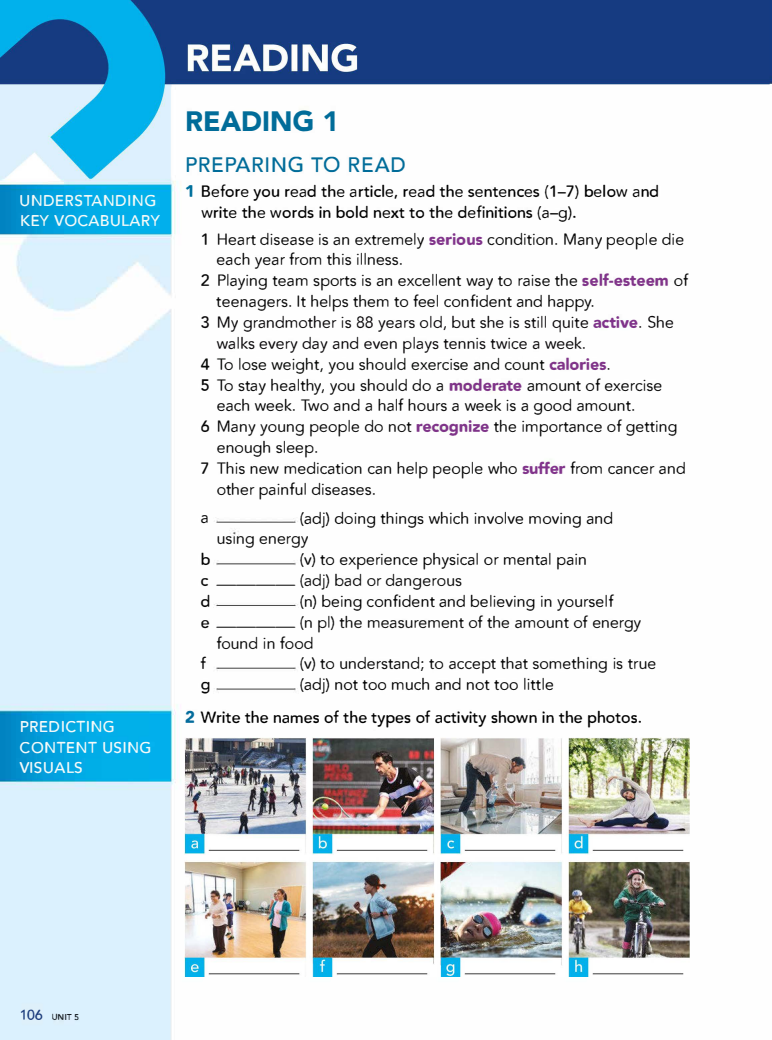 READING
READING 1
PREPARING TO READ
UNDERSTANDING
KEY VOCABULARY
1 Before you read the article, read the sentences (1–7) below and
write the words in bold next to the definitions (a–g).
1 Heart disease is an extremely serious condition. Many people die
each year from this illness.
2 Playing team sports is an excellent way to raise the self-esteem of
teenagers. It helps them to feel confident and happy.
3 My grandmother is 88 years old, but she is still quite active. She
walks every day and even plays tennis twice a week.
4 To lose weight, you should exercise and count calories.
5 To stay healthy, you should do a moderate amount of exercise
each week. Two and a half hours a week is a good amount.
6 Many young people do not recognize the importance of getting
enough sleep.
7 This new medication can help people who suffer from cancer and
other painful diseases.
a __________ (adj) doing things which involve moving and
using energy
b __________ (v) to experience physical or mental pain
c __________ (adj) bad or dangerous
d __________ (n) being confident and believing in yourself
e __________ (n pl) the measurement of the amount of energy
found in food
f __________ (v) to understand; to accept that something is true
g __________ (adj) not too much and not too little
PREDICTING
CONTENT USING
VISUALS
2 Write the names of the types of activity shown in the photos.
MELO
PEERS
MARTINEZ
2
a __________ b __________ c __________ d __________
e __________ f __________ g __________ h __________
106 UNIT 5